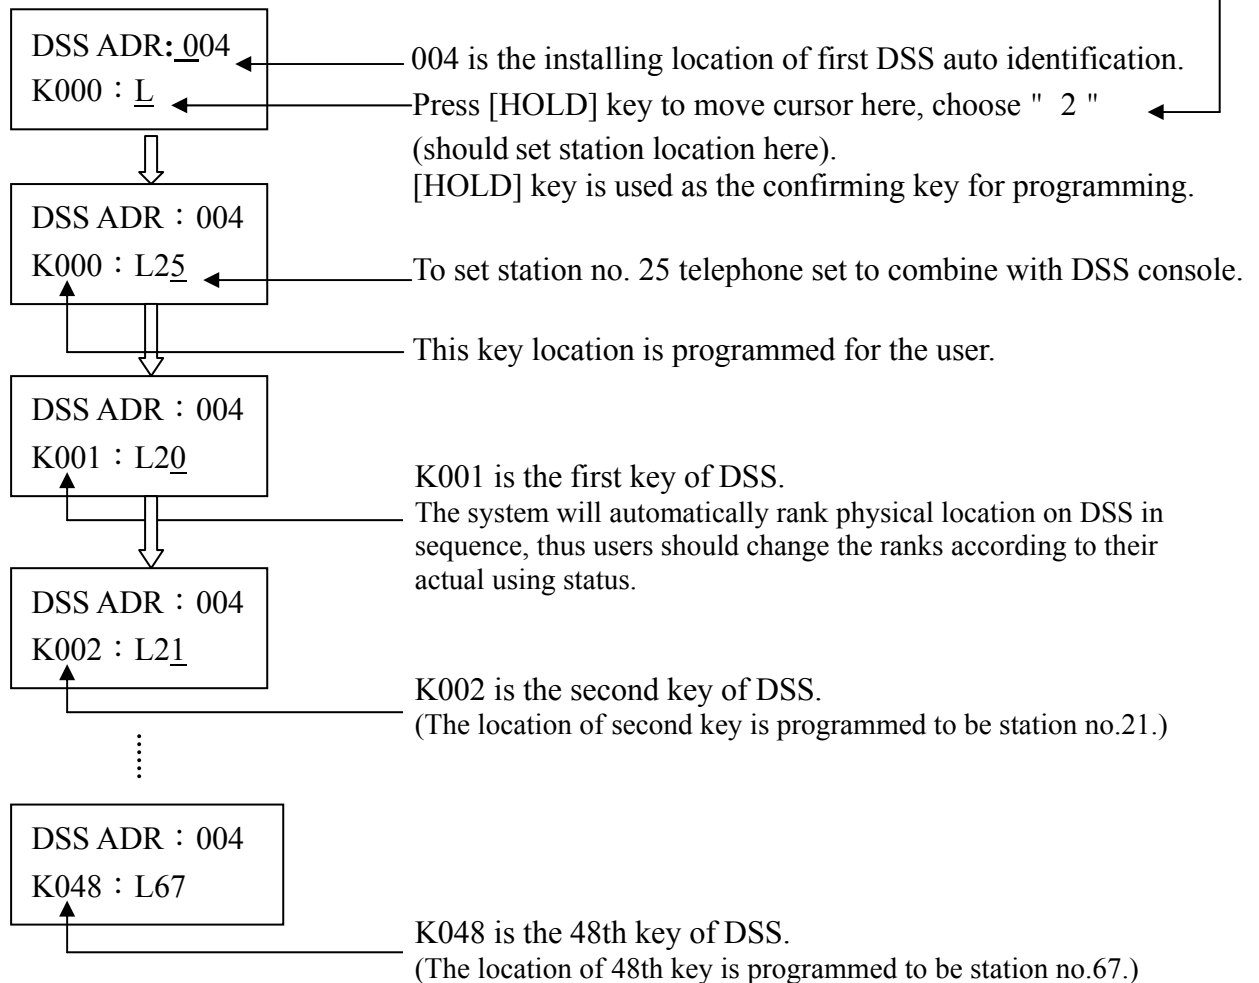 DSS ADR: 004
004 is the installing location of first DSS auto identification.
K000：L
Press [HOLD] key to move cursor here, choose " 2 "
(should set station location here).
[HOLD] key is used as the confirming key for programming.
DSS ADR：004
K000：L25
To set station no. 25 telephone set to combine with DSS console.
This key location is programmed for the user.
DSS ADR：004
K001：L20
K001 is the first key of DSS.
The system will automatically rank physical location on DSS in
sequence, thus users should change the ranks according to their
actual using status.
DSS ADR：004
K002：L21
K002 is the second key of DSS.
(The location of second key is programmed to be station no.21.)
DSS ADR：004
K048：L67
K048 is the 48th key of DSS.
(The location of 48th key is programmed to be station no.67.)